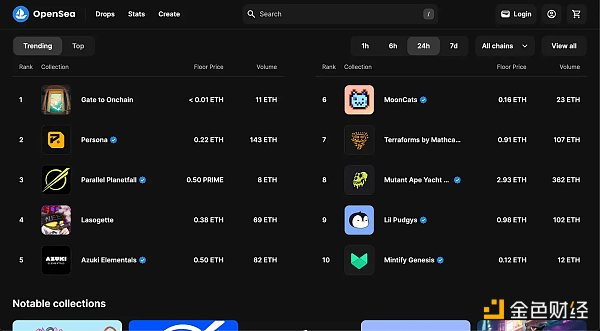 OpenSea Drops Stats Create Search / Login
Trending Top 1h 6h 24h 7d All chains View all
Rank Collection Floor Price Volume Rank Collection Floor Price Volume
1 Gate to Onchain < 0.01 ETH 11 ETH 6 MoonCats 0.16 ETH 23 ETH
2 Persona 0.22 ETH 143 ETH 7 Terraforms by Mathca... 0.91 ETH 107 ETH
3 Parallel Planetfall 0.50 PRIME 8 ETH 8 Mutant Ape Yacht ... 2.93 ETH 362 ETH
4 Lasogette 0.38 ETH 69 ETH 9 Lil Pudgys 0.98 ETH 102 ETH
5 AZUKI Azuki Elementals 0.50 ETH 82 ETH 10 Mintify Genesis 0.12 ETH 12 ETH
Notable collections
金色财经